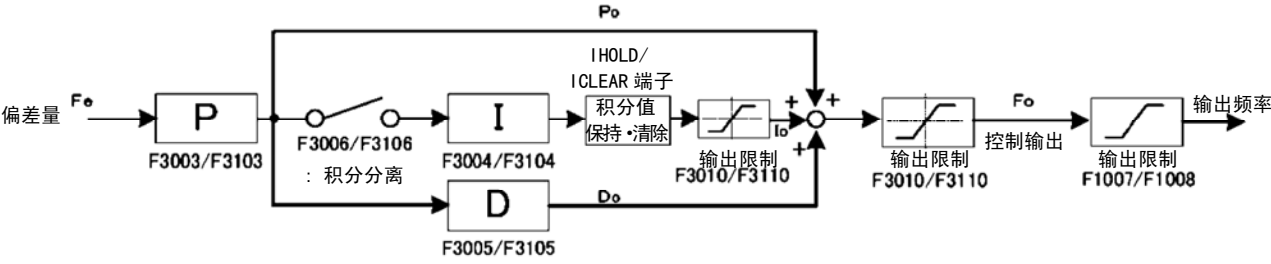 Po
IHOLD/
ICLEAR 端子
偏差量
Fe
P
F3003/F3103
F3006/F3106
: 积分分离
I
F3004/F3104
积分值
保持·清除
+
Io
输出限制
F3010/F3110
+
+
输出限制
F3010/F3110
Fo
控制输出
输出限制
F1007/F1008
输出频率
D
F3005/F3105
Do